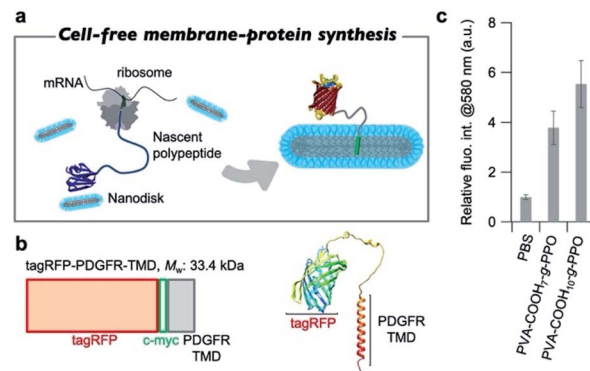 a
Cell-free membrane-protein synthesis
ribosome
mRNA
Nascent
polypeptide
Nanodisk
b
tagRFP-PDGFR-TMD, Mw: 33.4 kDa
tagRFP
c-myc
PDGFR
TMD
tagRFP
PDGFR
TMD
c
Relative fluo. int. @580 nm (a.u.)
8
6
4
2
0
PBS
PVA-COOH7-g-PPO
PVA-COOH10-g-PPO